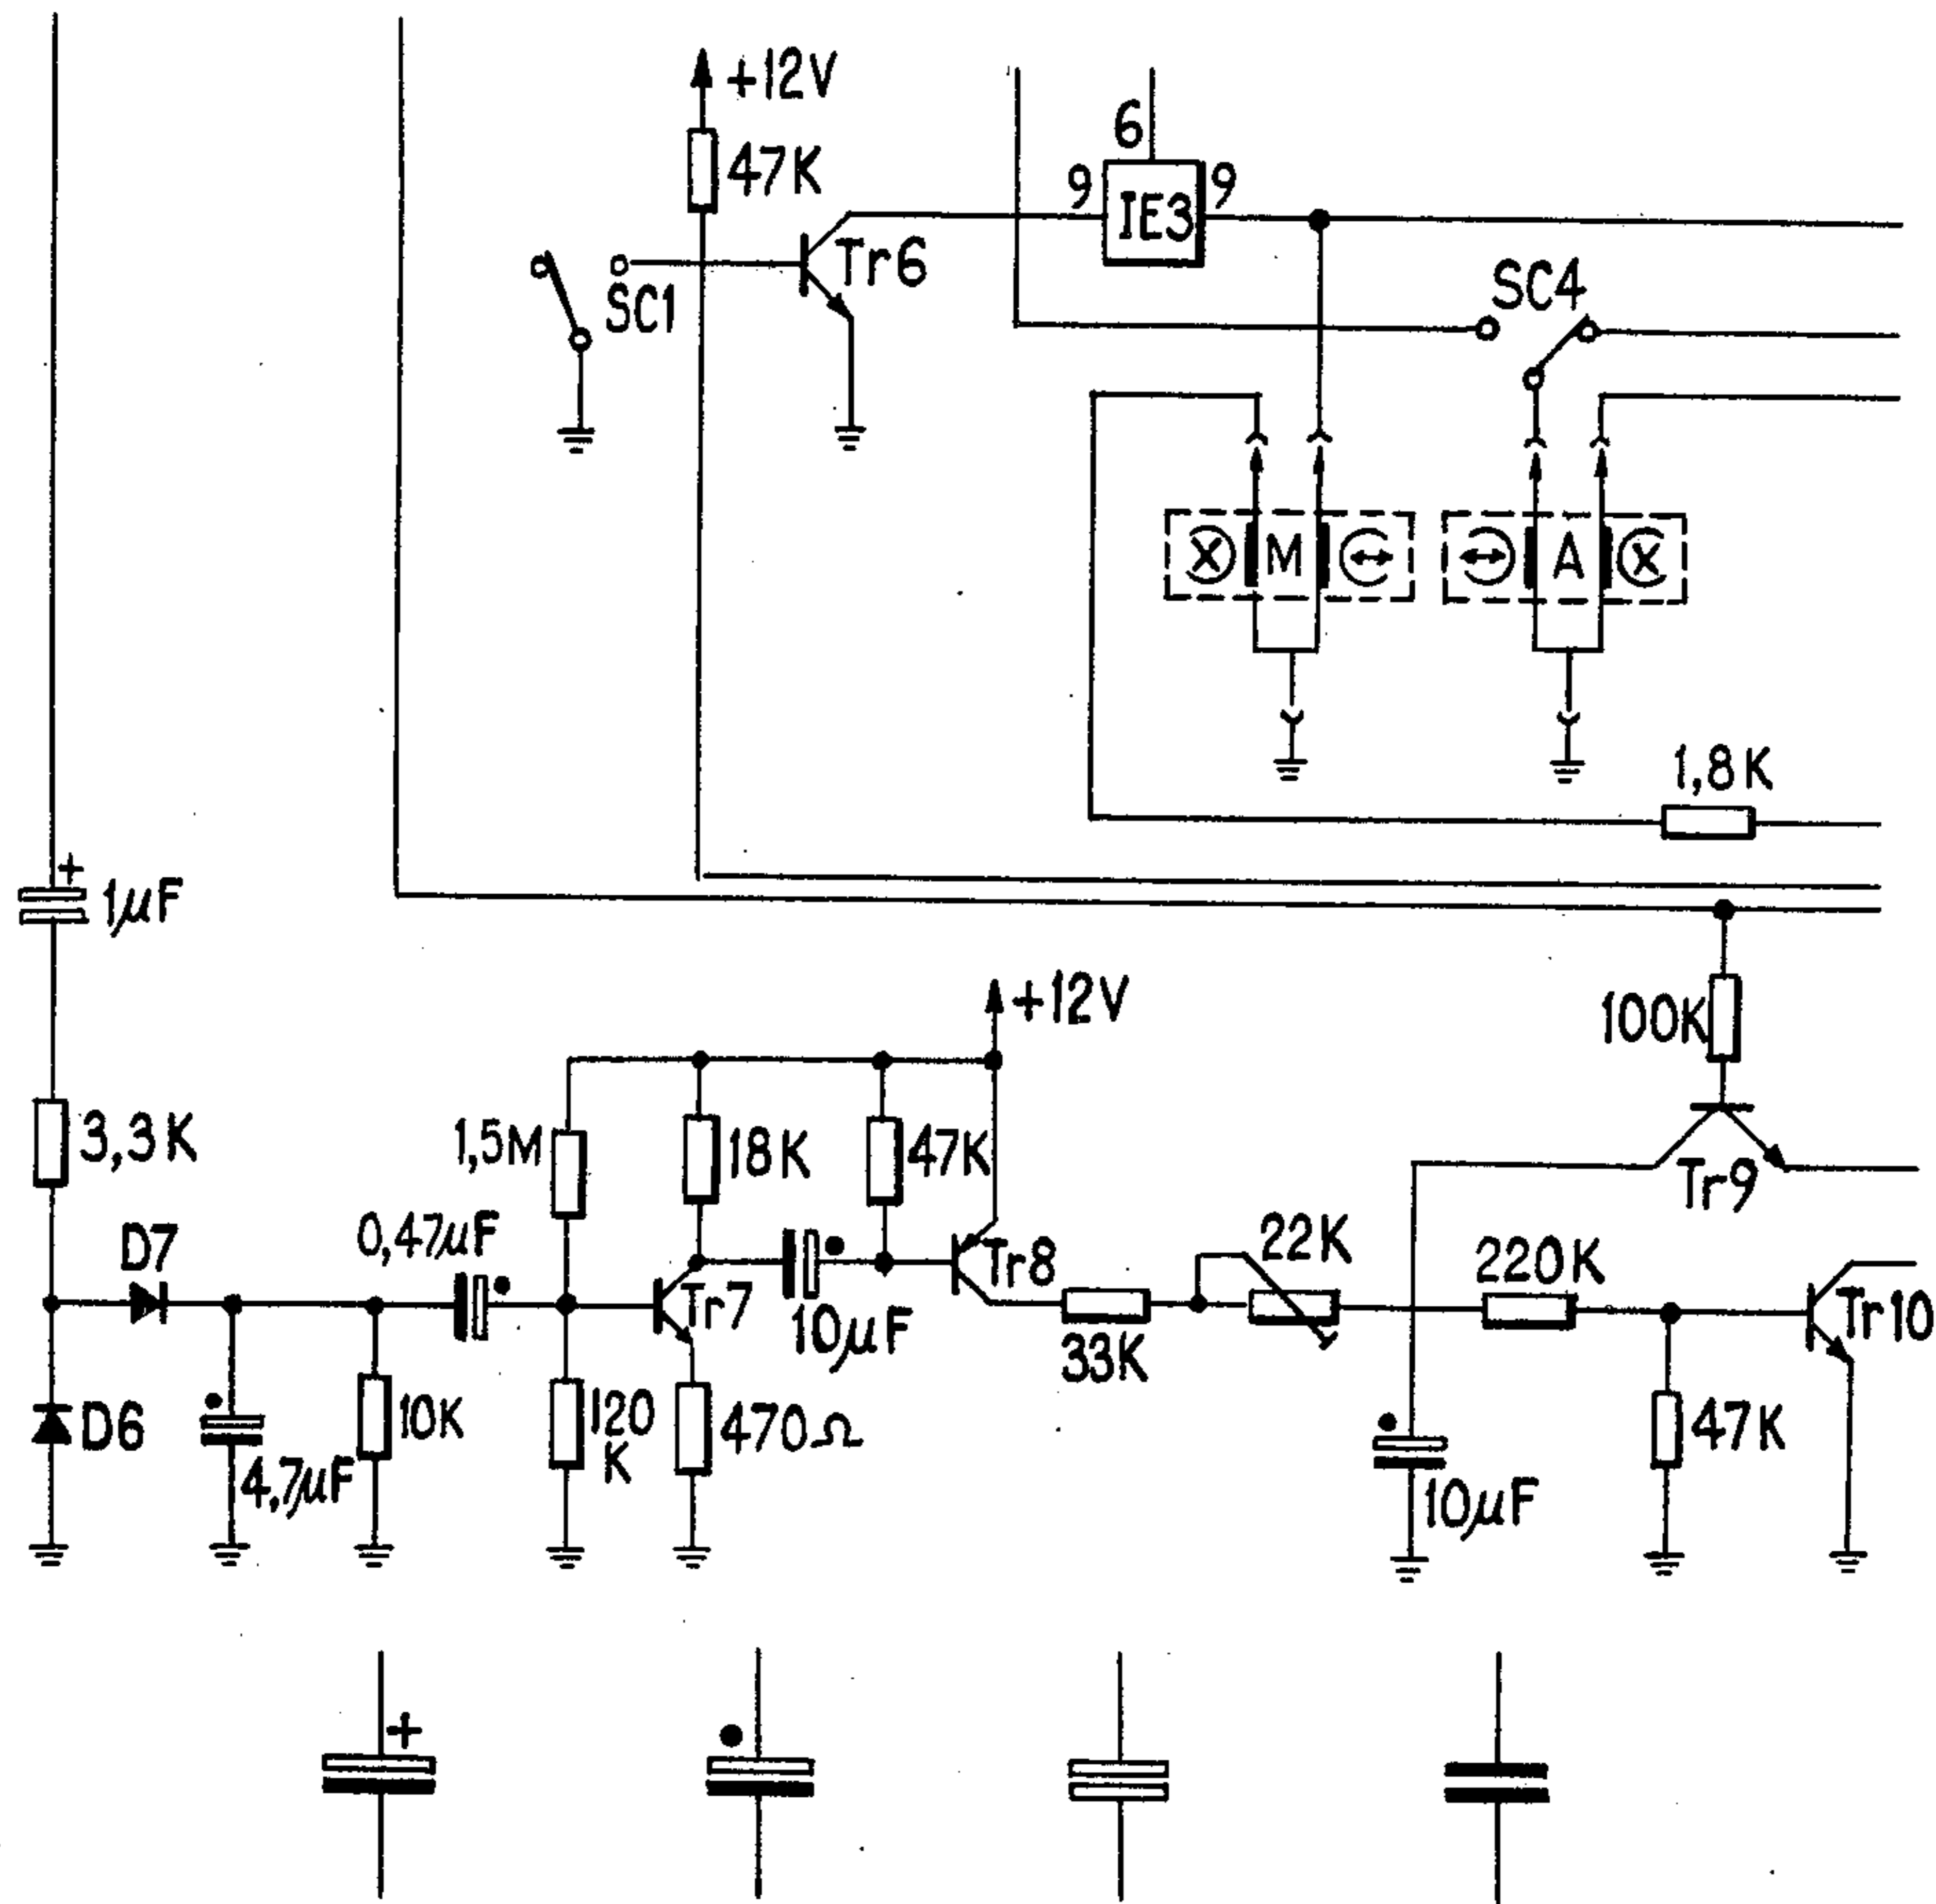 +12V
47K
6
9
IE3
9
Tr6
SC1
SC4
M
A
1,8K
+
1µF
+12V
100K
3,3K
1,5M
18K
47K
Tr9
D7
0,47µF
Tr7
10µF
Tr8
22K
220K
33K
Tr10
D6
4,7µF
10K
120
K
470Ω
10µF
47K
+